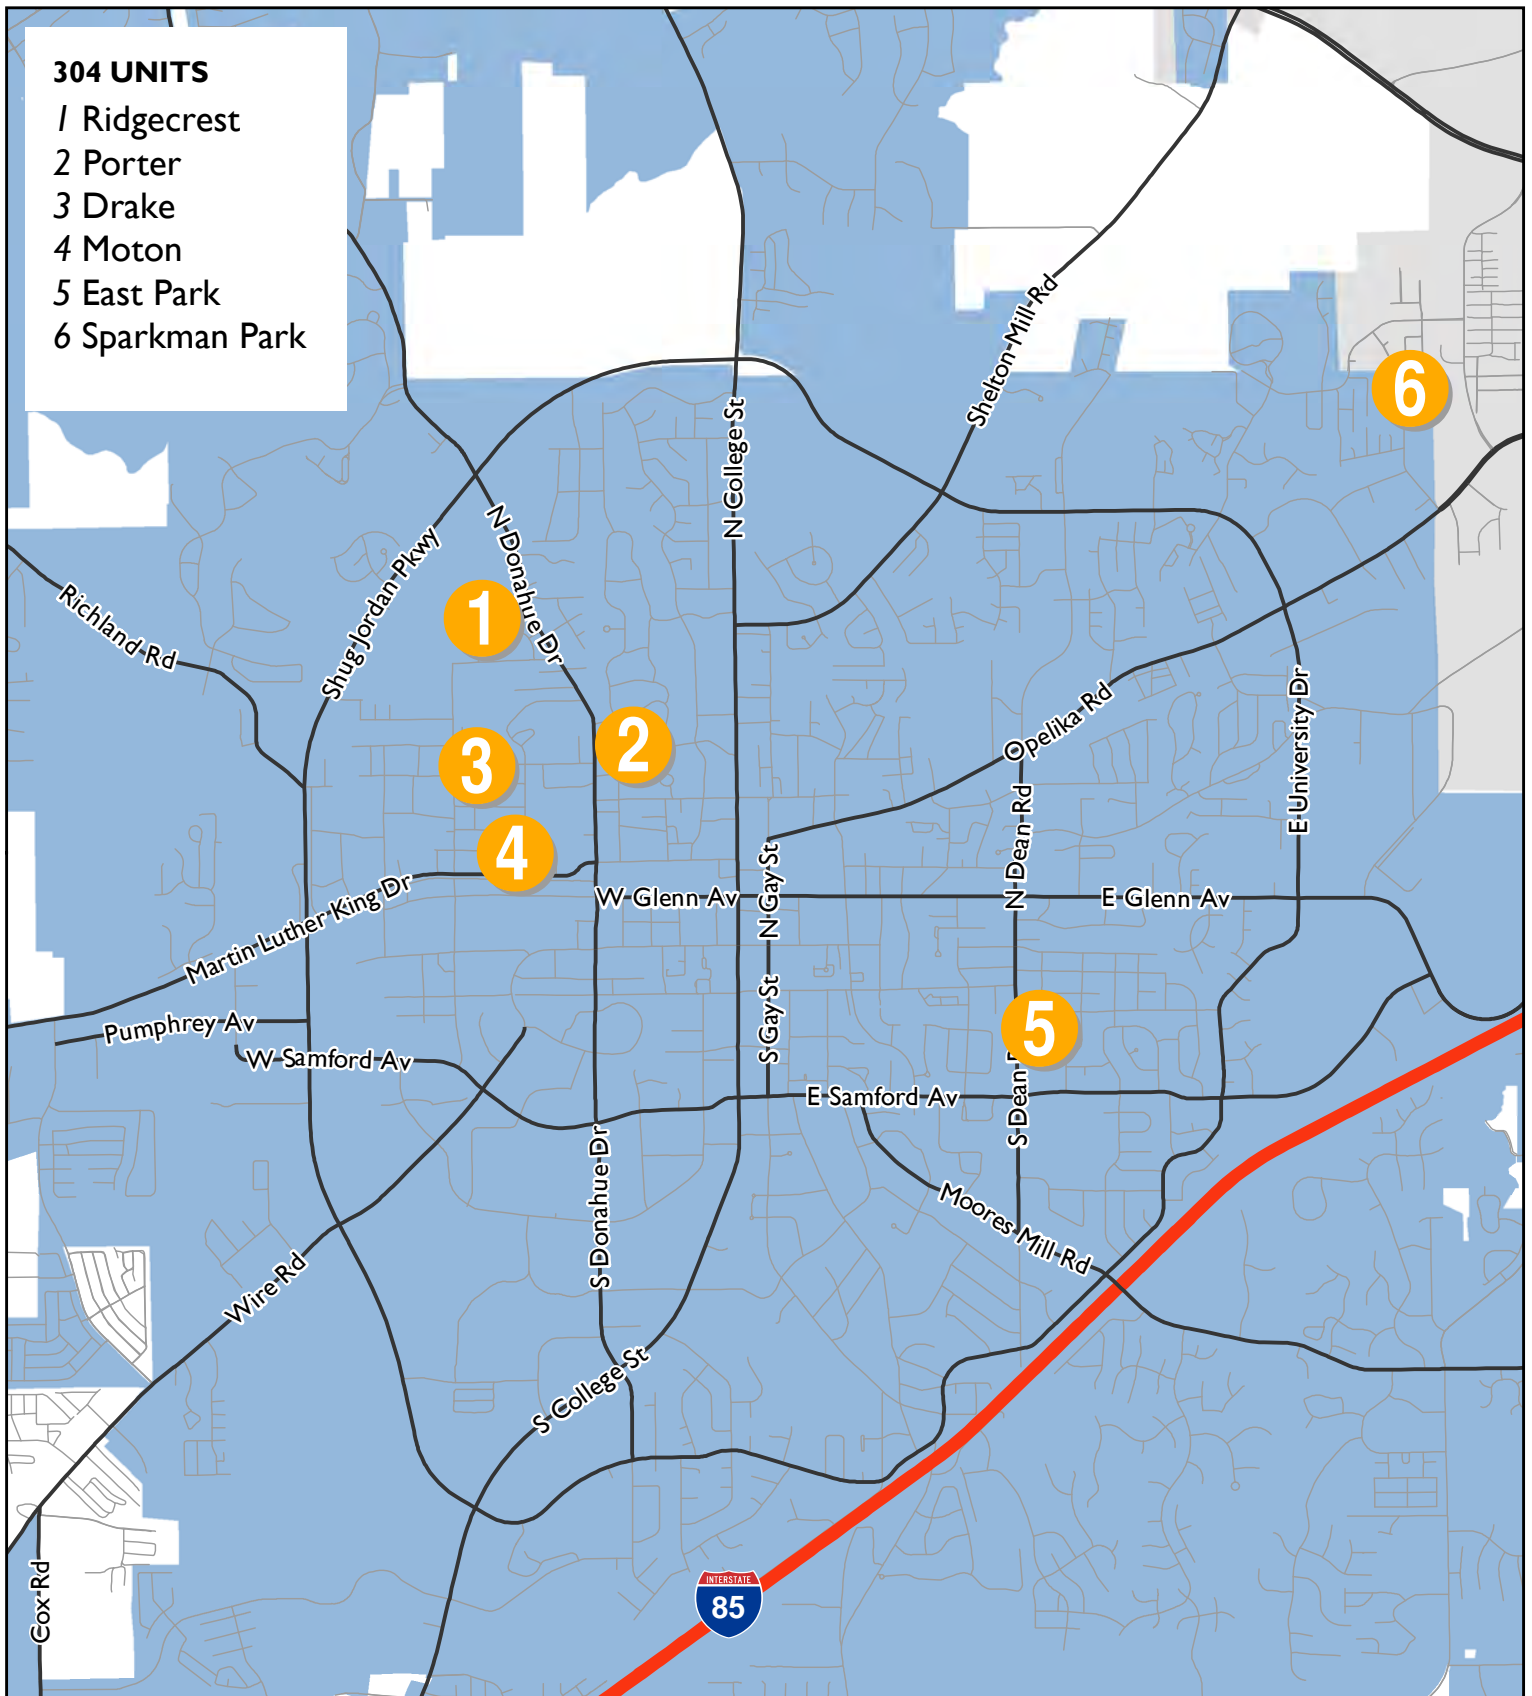 304 UNITS
1 Ridgecrest
2 Porter
3 Drake
4 Moton
5 East Park
6 Sparkman Park
Shelton Mill Rd
6
N College St
N Donahue Dr
Shug Jordan Pkwy
Richland Rd
1
Opelika Rd
E University Dr
2
3
N Dean Rd
4
N Gay St
Martin Luther King Dr
W Glenn Av
E Glenn Av
S Gay St
5
Pumphrey Av
W Samford Av
E Samford Av
S Dean
S Donahue Dr
Moores Mill Rd
Wire Rd
S College St
Cox Rd
INTERSTATE
85